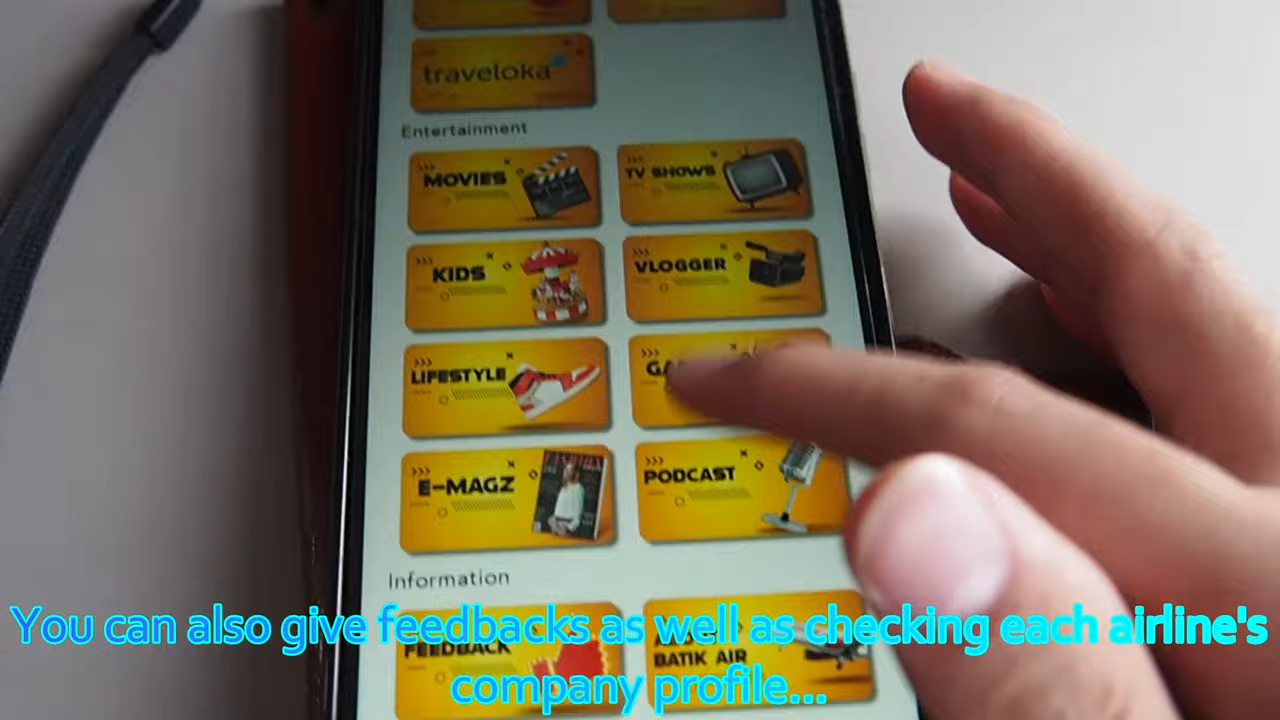 traveloka
Entertainment
MOVIES
TV SHOWS
KIDS
VLOGGER
LIFESTYLE
E-MAGZ
PODCAST
Information
FEEDBACK
BATIK AIR
You can also give feedbacks as well as checking each airline's
company profile...